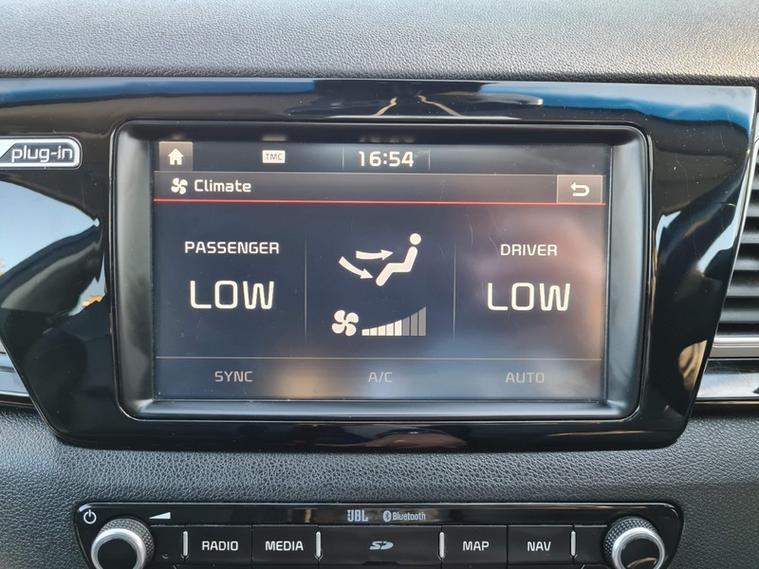 plug-in
TMC 16:54
Climate
PASSENGER DRIVER
LOW LOW
SYNC A/C AUTO
JBL Bluetooth
RADIO MEDIA SD MAP NAV